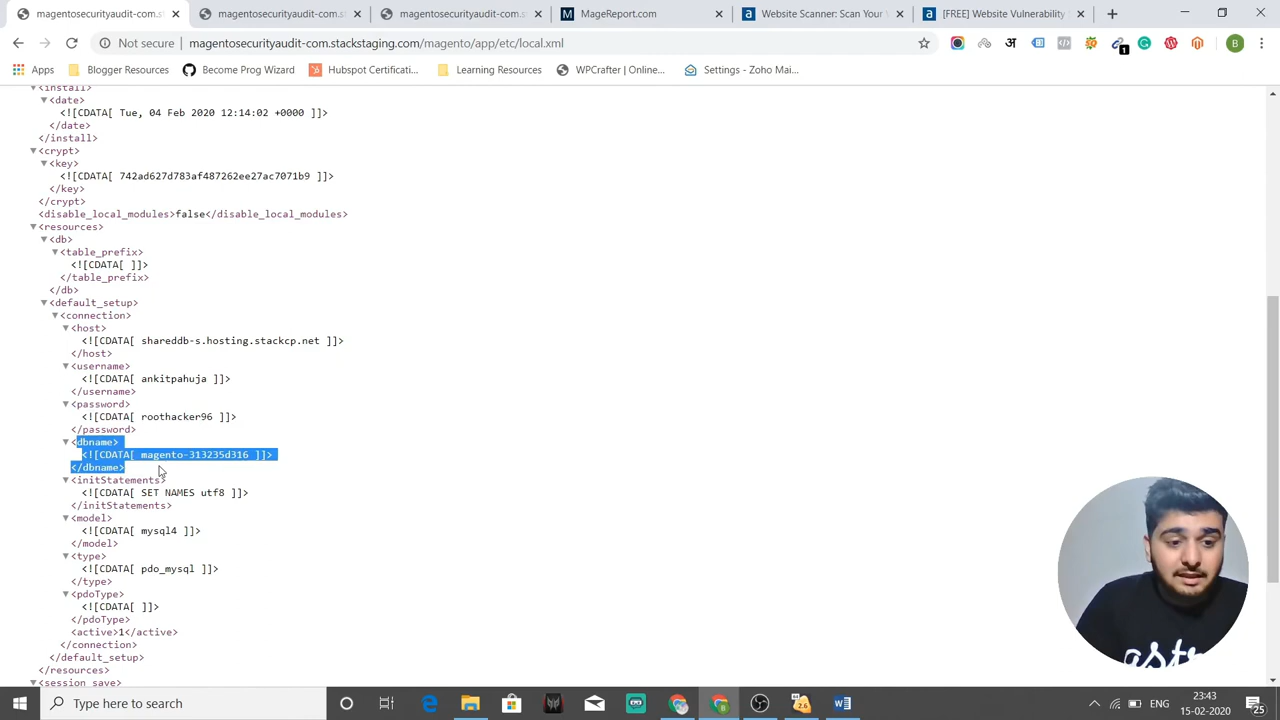 magentosecurityaudit-com.s
magentosecurityaudit-com.s
magentosecurityaudit-com.s
MageReport.com
Website Scanner: Scan Your
[FREE] Website Vulnerability
Not secure
magentosecurityaudit-com.stackstaging.com/magento/app/etc/local.xml
B
Apps
Blogger Resources
Become Prog Wizard
Hubspot Certificati...
Learning Resources
WPCrafter | Online...
Settings - Zoho Mai...
<install>
<date>
<![CDATA[ Tue, 04 Feb 2020 12:14:02 +0000 ]]>
</date>
</install>
<crypt>
<key>
<![CDATA[ 742ad627d783af487262ee27ac7071b9 ]]>
</key>
</crypt>
<disable_local_modules>false</disable_local_modules>
<resources>
<db>
<table_prefix>
<![CDATA[ ]]>
</table_prefix>
</db>
<default_setup>
<connection>
<host>
<![CDATA[ shareddb-s.hosting.stackcp.net ]]>
</host>
<username>
<![CDATA[ ankitpahuja ]]>
</username>
<password>
<![CDATA[ roothacker96 ]]>
</password>
<dbname>
<![CDATA[ magento-313235d316 ]]>
</dbname>
<initStatements>
<![CDATA[ SET NAMES utf8 ]]>
</initStatements>
<model>
<![CDATA[ mysql4 ]]>
</model>
<type>
<![CDATA[ pdo_mysql ]]>
</type>
<pdoType>
<![CDATA[ ]]>
</pdoType>
<active>1</active>
</connection>
</default_setup>
</resources>
<session_save>
astra
Type here to search
2.6
ENG
23:43
15-02-2020
25